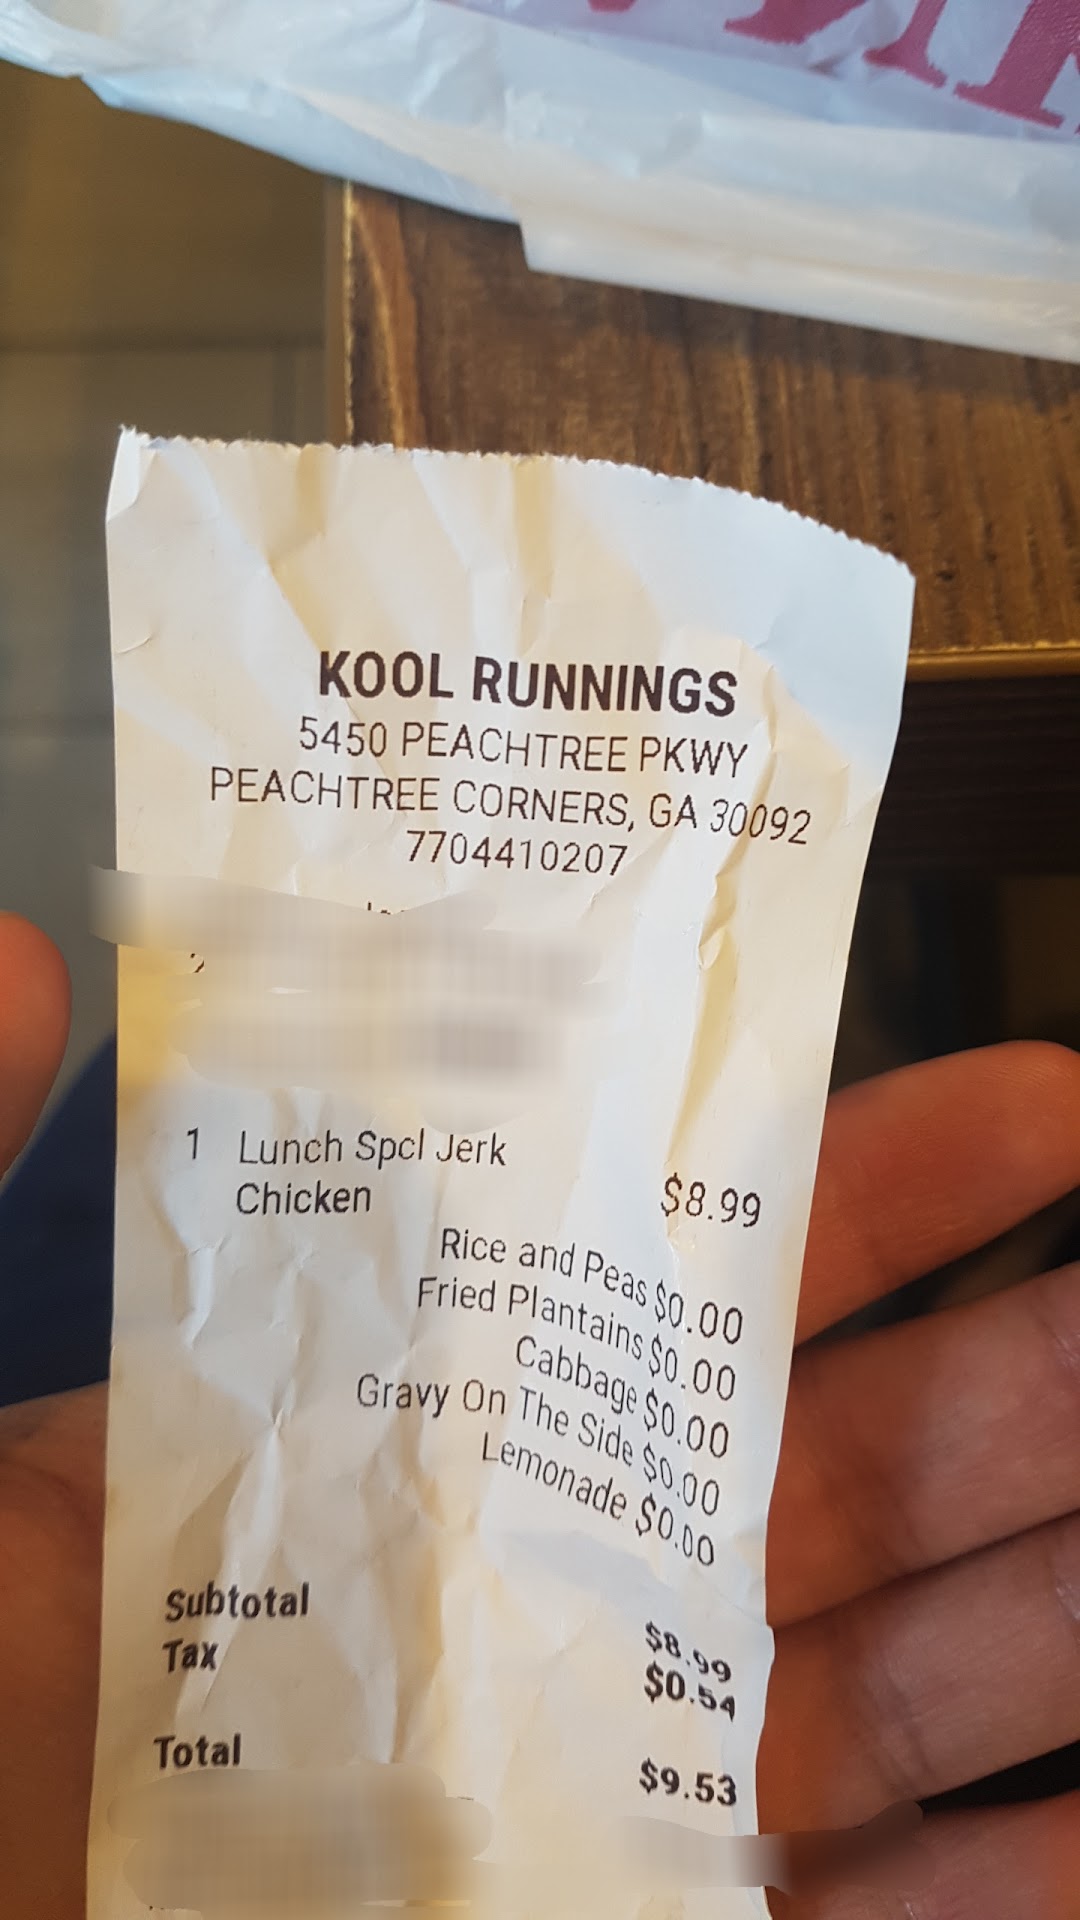 KOOL RUNNINGS
5450 PEACHTREE PKWY
PEACHTREE CORNERS, GA 30092
7704410207
1 Lunch Spcl Jerk
Chicken $8.99
Rice and Peas $0.00
Fried Plantains $0.00
Cabbage $0.00
Gravy On The Side $0.00
Lemonade $0.00
Subtotal $8.99
Tax $0.54
Total $9.53